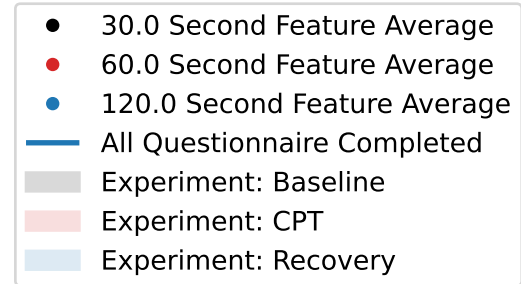 30.0 Second Feature Average
60.0 Second Feature Average
120.0 Second Feature Average
All Questionnaire Completed
Experiment: Baseline
Experiment: CPT
Experiment: Recovery